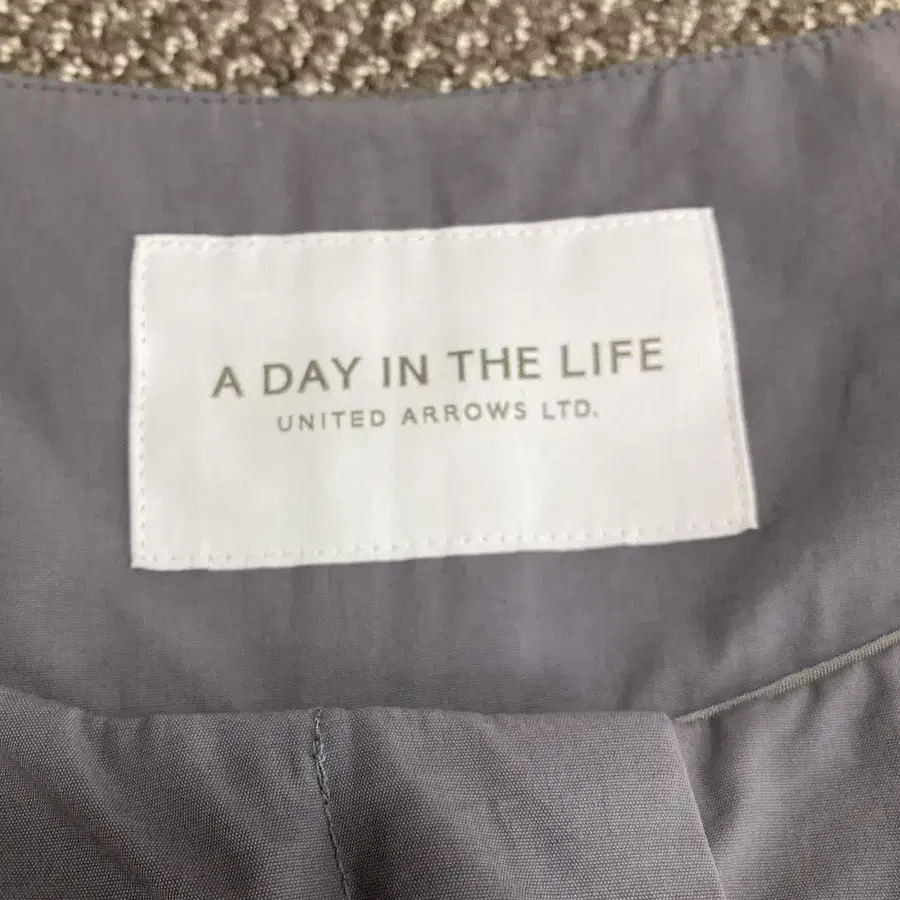 A DAY IN THE LIFE
UNITED ARROWS LTD.